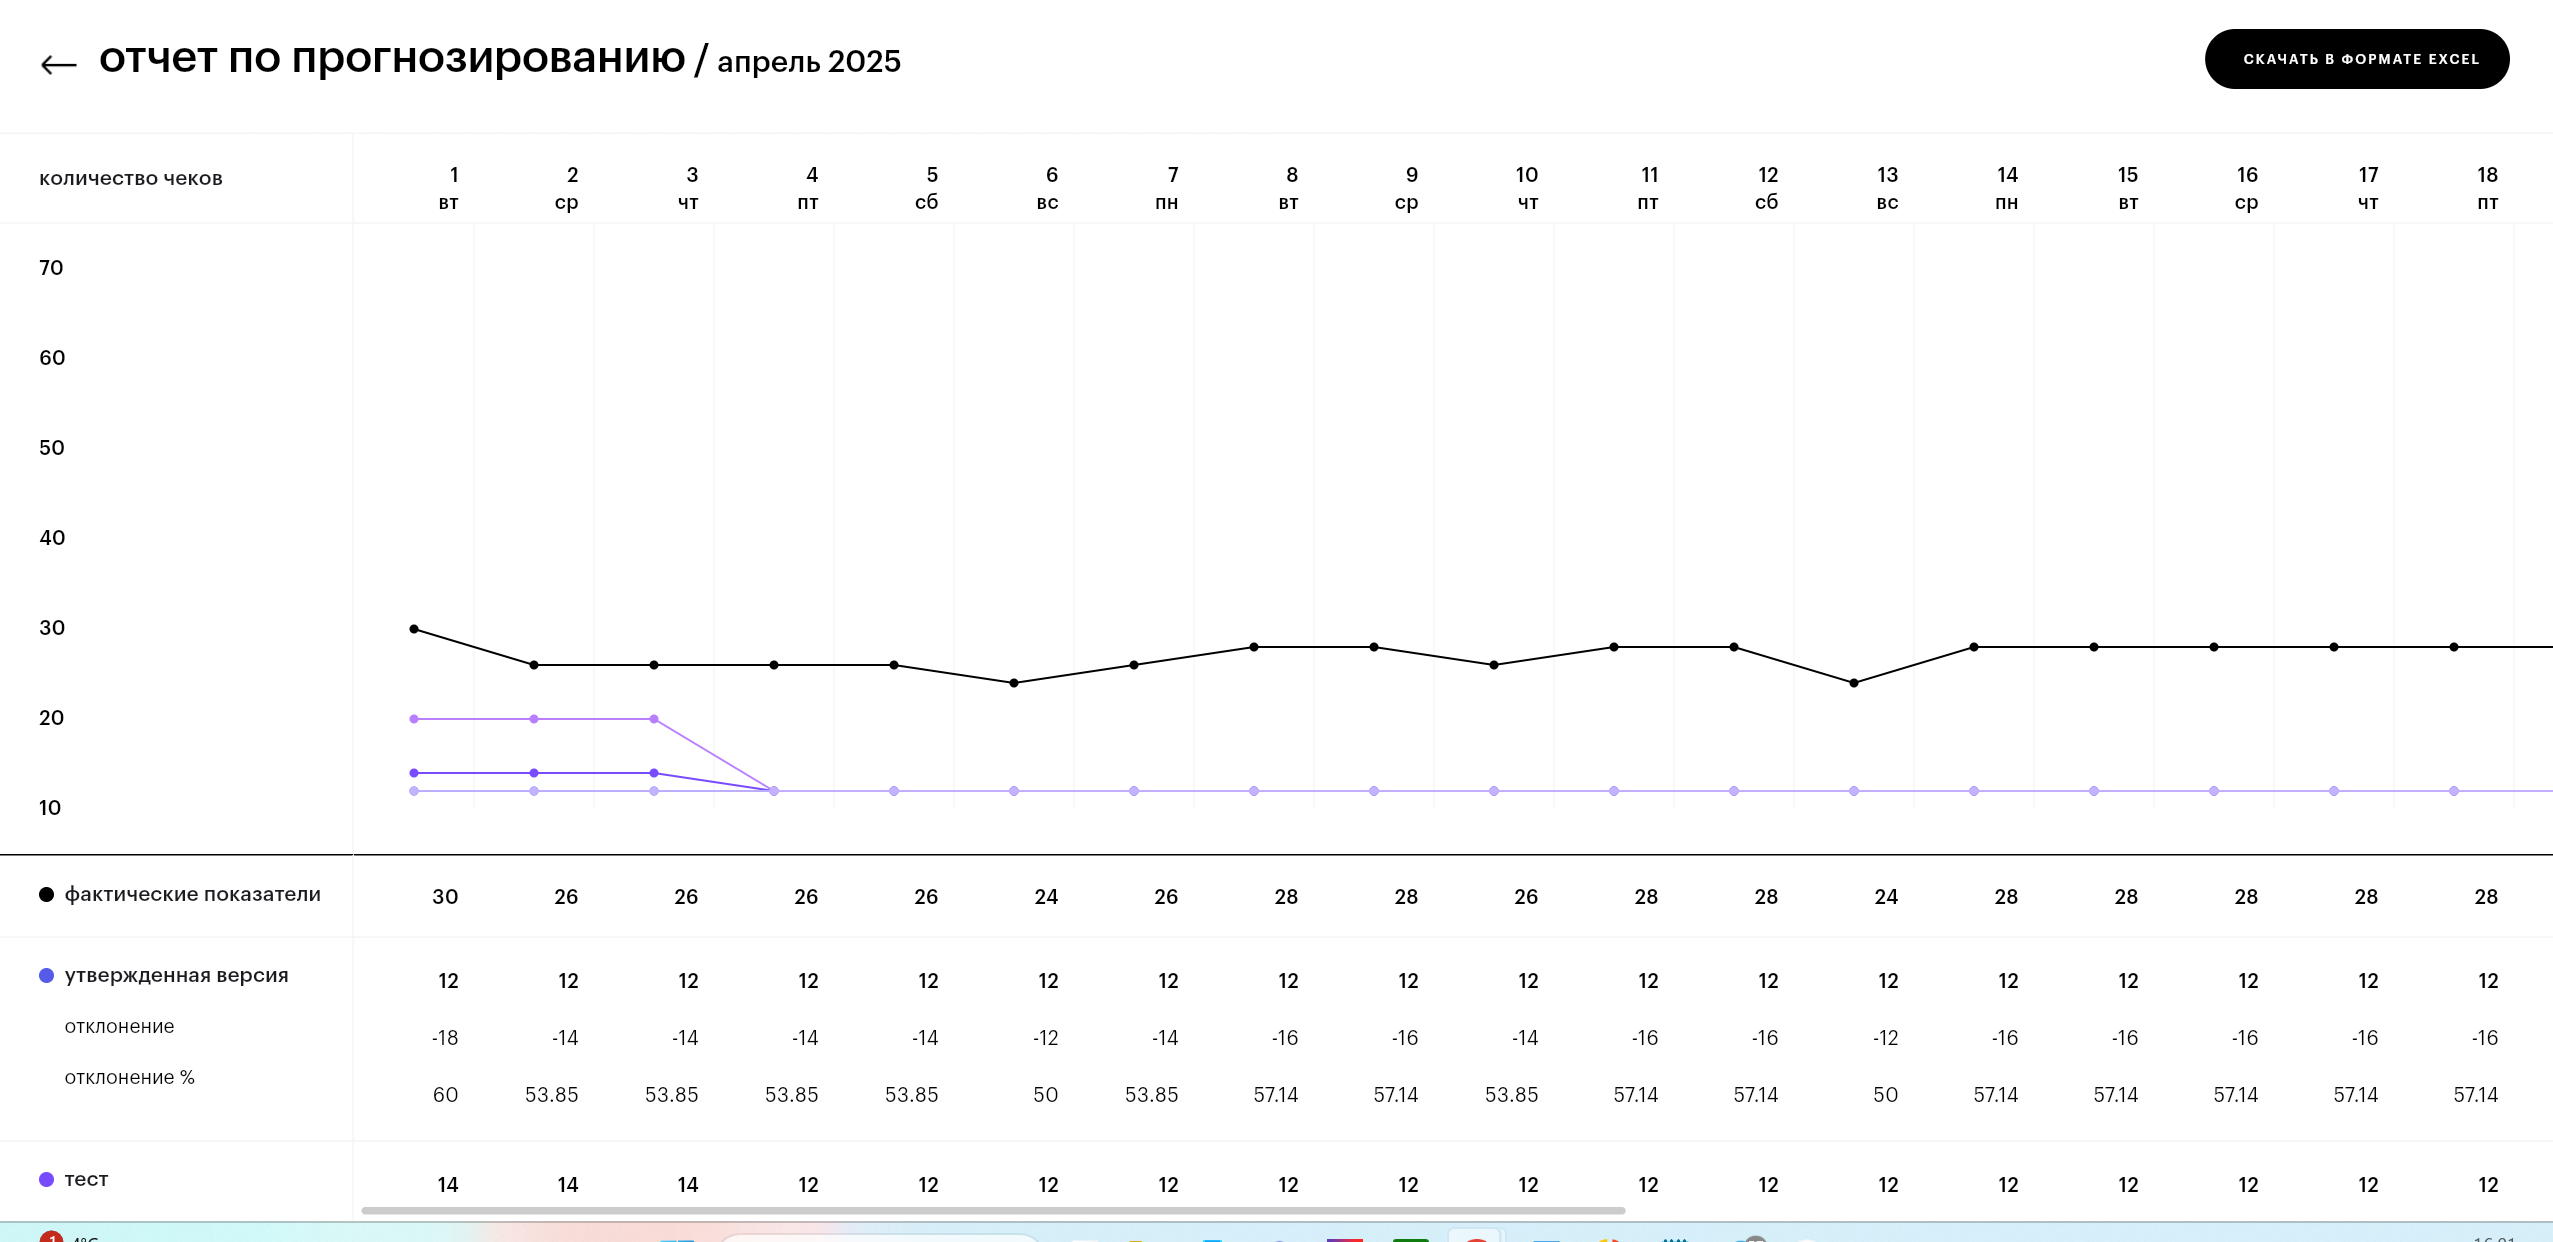 отчет по прогнозированию / апрель 2025
СКАЧАТЬ В ФОРМАТЕ EXCEL
количество чеков
1 2 3 4 5 6 7 8 9 10 11 12 13 14 15 16 17 18
вт ср чт пт сб вс пн вт ср чт пт сб вс пн вт ср чт пт
70
60
50
40
30
20
10
фактические показатели 30 26 26 26 26 24 26 28 28 26 28 28 24 28 28 28 28 28
утвержденная версия 12 12 12 12 12 12 12 12 12 12 12 12 12 12 12 12 12 12
отклонение -18 -14 -14 -14 -14 -12 -14 -16 -16 -14 -16 -16 -12 -16 -16 -16 -16 -16
отклонение % 60 53.85 53.85 53.85 53.85 50 53.85 57.14 57.14 53.85 57.14 57.14 50 57.14 57.14 57.14 57.14 57.14
тест 14 14 14 12 12 12 12 12 12 12 12 12 12 12 12 12 12 12